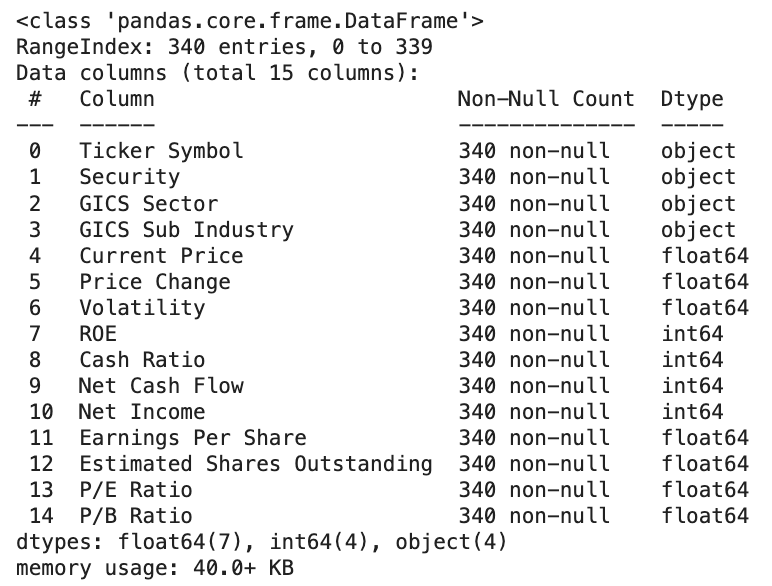 <class 'pandas.core.frame.DataFrame'>
RangeIndex: 340 entries, 0 to 339
Data columns (total 15 columns):
 #   Column                        Non-Null Count  Dtype  
---  ------                        --------------  -----  
 0   Ticker Symbol                 340 non-null    object 
 1   Security                      340 non-null    object 
 2   GICS Sector                   340 non-null    object 
 3   GICS Sub Industry             340 non-null    object 
 4   Current Price                 340 non-null    float64
 5   Price Change                  340 non-null    float64
 6   Volatility                    340 non-null    float64
 7   ROE                           340 non-null    int64  
 8   Cash Ratio                    340 non-null    int64  
 9   Net Cash Flow                 340 non-null    int64  
 10  Net Income                    340 non-null    int64  
 11  Earnings Per Share            340 non-null    float64
 12  Estimated Shares Outstanding  340 non-null    float64
 13  P/E Ratio                     340 non-null    float64
 14  P/B Ratio                     340 non-null    float64
dtypes: float64(7), int64(4), object(4)
memory usage: 40.0+ KB